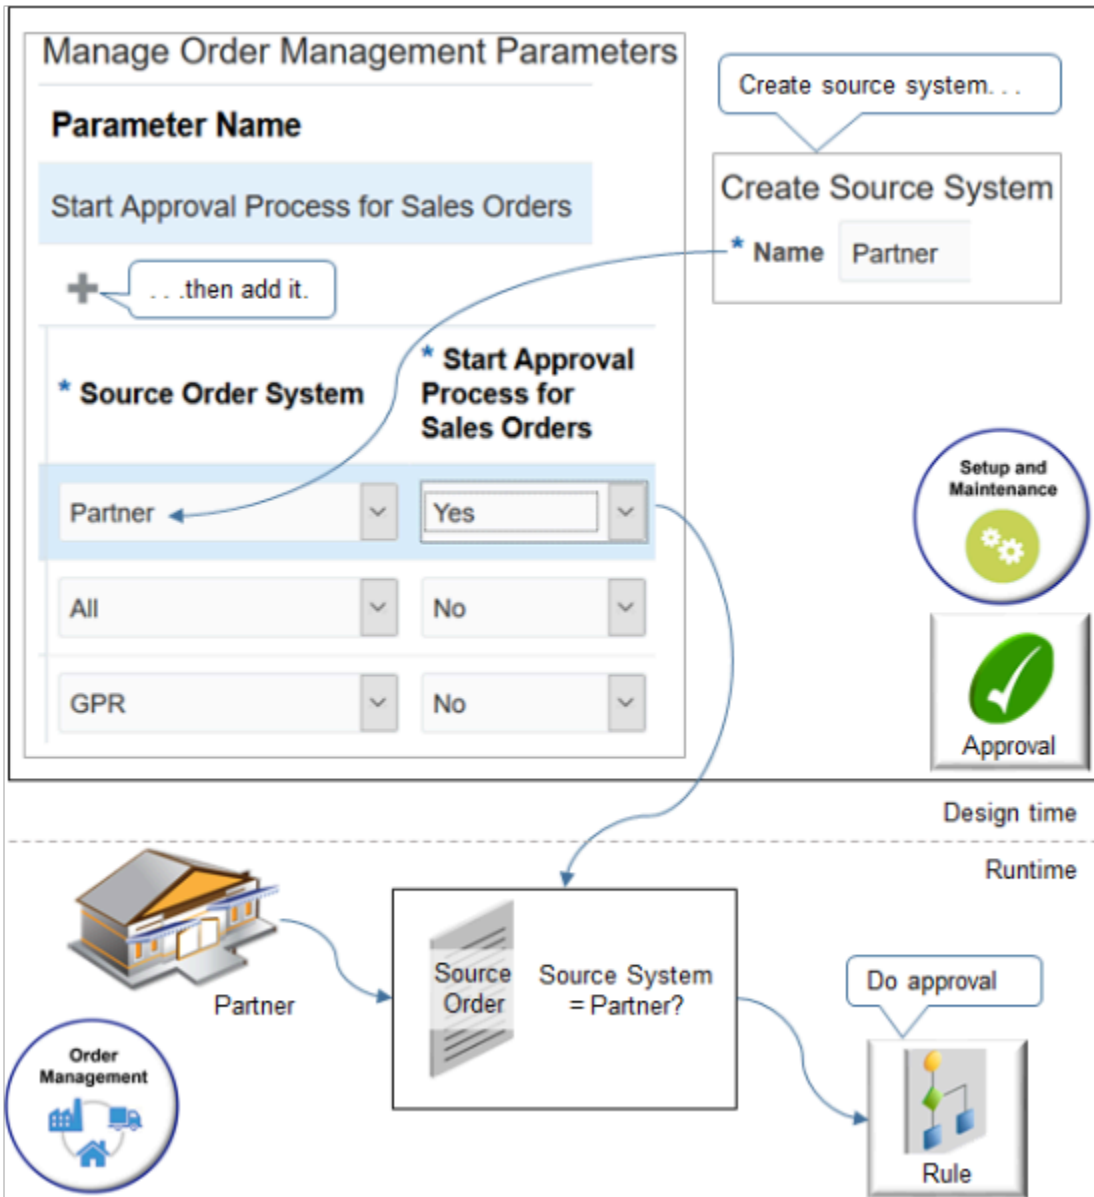 Manage Order Management Parameters
Create source system. . .
Parameter Name
Create Source System
Start Approval Process for Sales Orders
* Name Partner
. . .then add it.
* Source Order System
* Start Approval
Process for
Sales Orders
Partner
Yes
All
No
GPR
No
Setup and
Maintenance
Approval
Design time
Runtime
Partner
Source
Order
Source System
= Partner?
Do approval
Rule
Order
Management